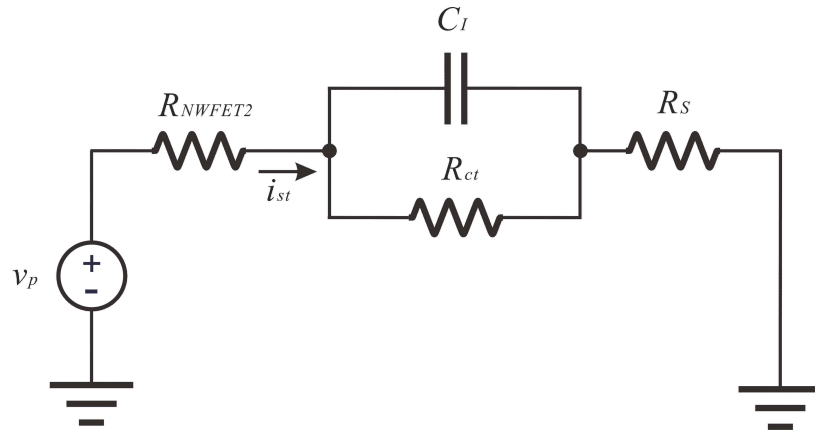 C_I
R_NWFET2
R_S
i_st
R_ct
v_p
+
-